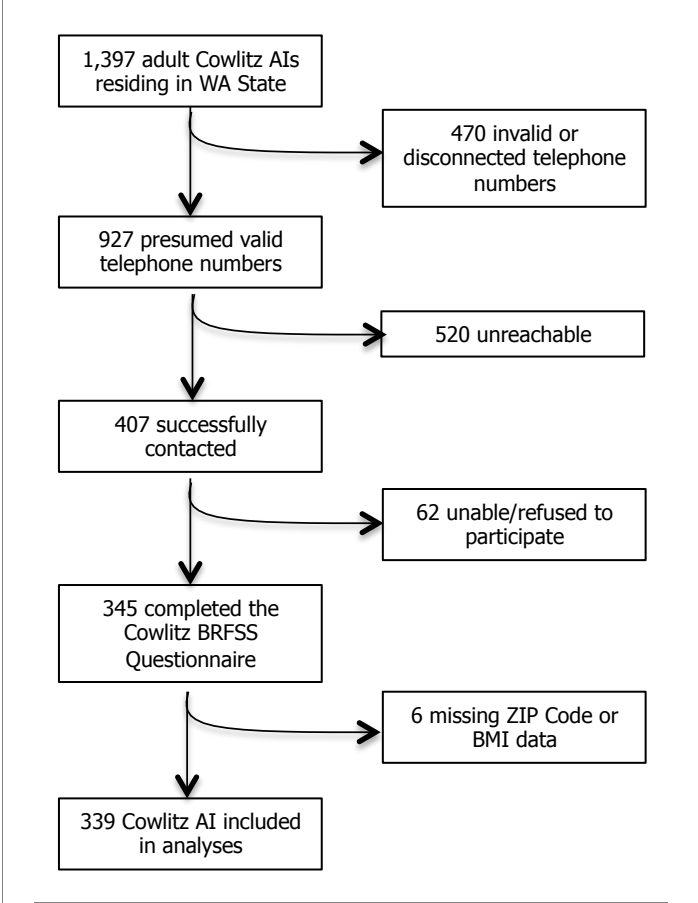 1,397 adult Cowlitz AIs
residing in WA State
470 invalid or
disconnected telephone
numbers
927 presumed valid
telephone numbers
520 unreachable
407 successfully
contacted
62 unable/refused to
participate
345 completed the
Cowlitz BRFSS
Questionnaire
6 missing ZIP Code or
BMI data
339 Cowlitz AI included
in analyses